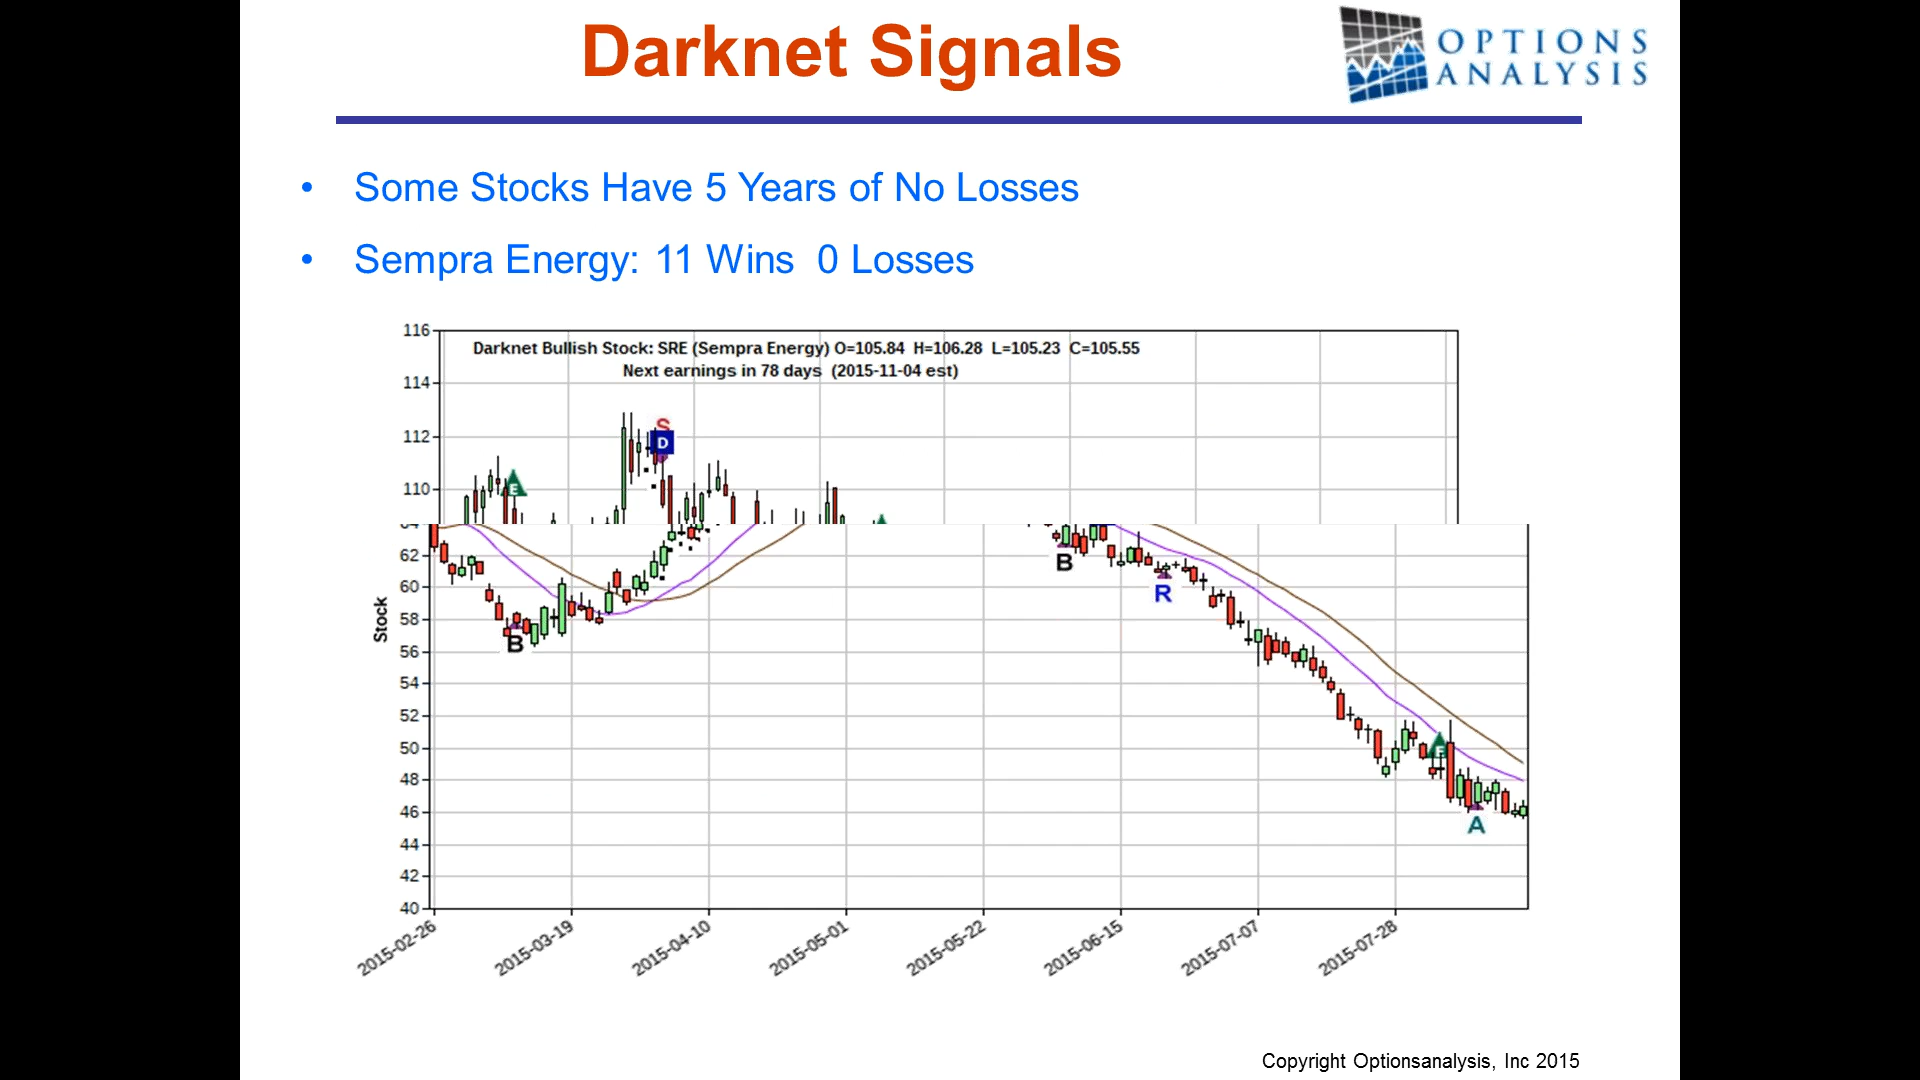 Darknet Signals
OPTIONS
ANALYSIS
• Some Stocks Have 5 Years of No Losses
• Sempra Energy: 11 Wins 0 Losses
Darknet Bullish Stock: SRE (Sempra Energy) O=105.84 H=106.28 L=105.23 C=105.55
Next earnings in 78 days (2015-11-04 est)
116
114
112
110
62
60
58
56
54
52
50
48
46
44
42
40
Stock
S
D
E
B
B
R
E
A
2015-02-26
2015-03-19
2015-04-10
2015-05-01
2015-05-22
2015-06-15
2015-07-07
2015-07-28
Copyright Optionsanalysis, Inc 2015